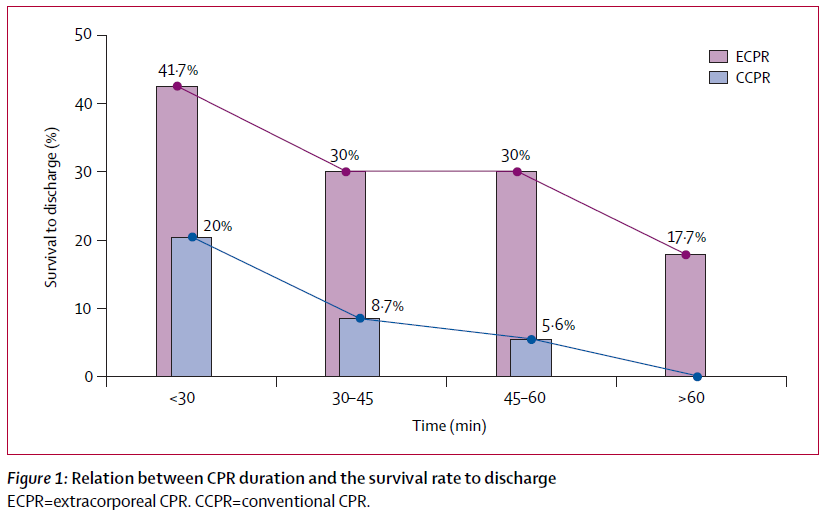 50
40
30
20
10
0
Survival to discharge (%)
41·7%
20%
30%
8·7%
30%
5·6%
17·7%
ECPR
CCPR
<30
30–45
45–60
>60
Time (min)
Figure 1: Relation between CPR duration and the survival rate to discharge
ECPR=extracorporeal CPR. CCPR=conventional CPR.